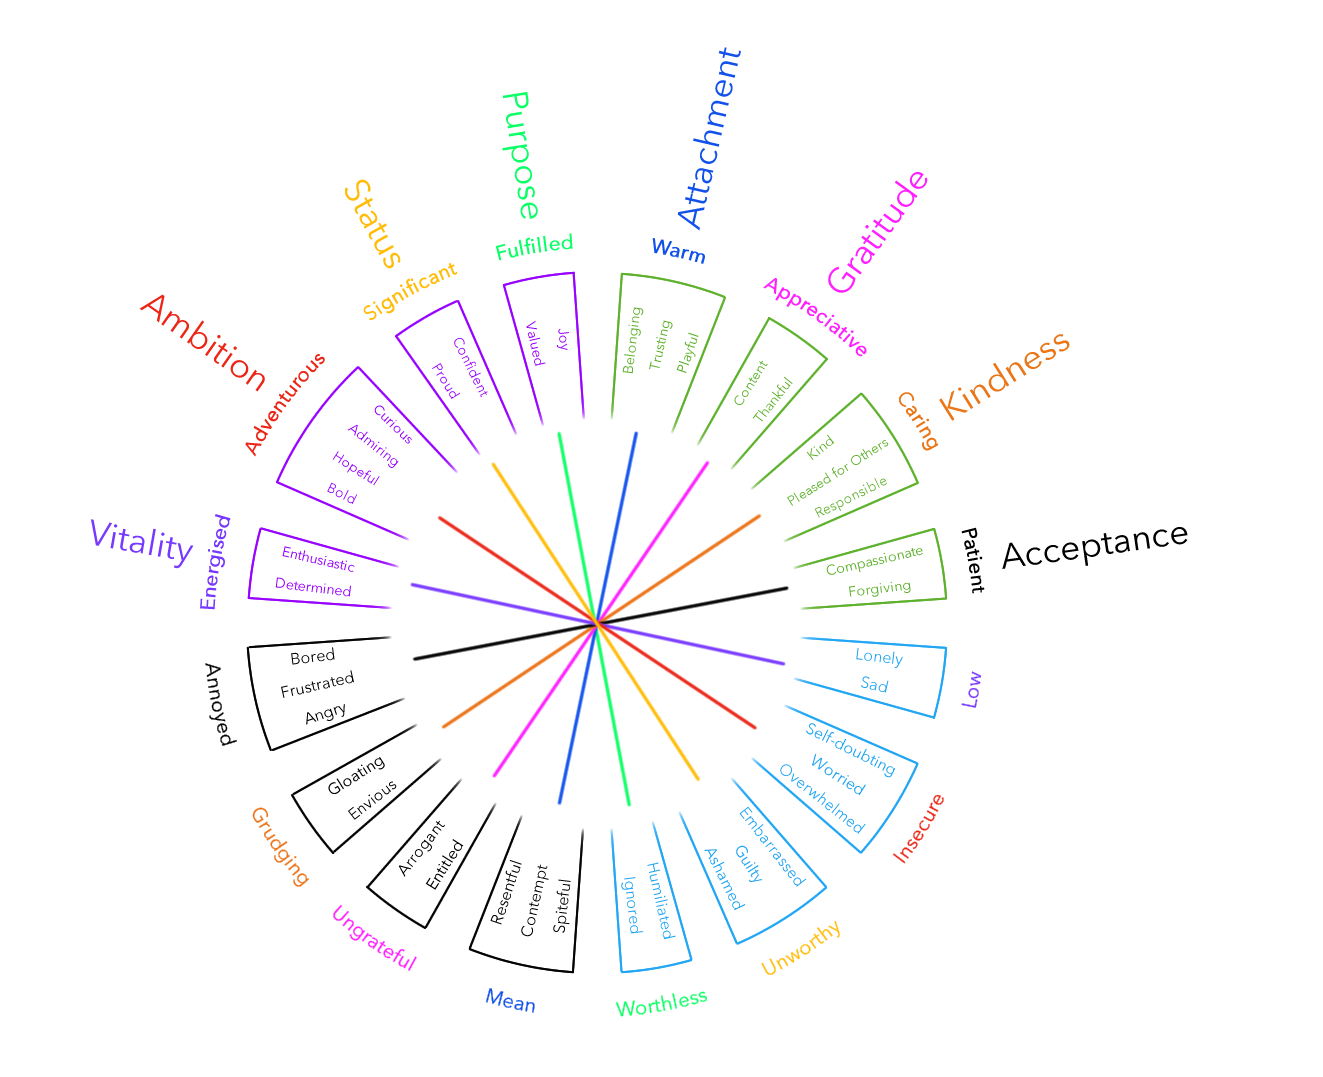 Attachment
Warm
Belonging
Trusting
Playful
Gratitude
Appreciative
Content
Thankful
Kindness
Caring
Kind
Pleased for Others
Responsible
Acceptance
Patient
Compassionate
Forgiving
Low
Lonely
Sad
Insecure
Self-doubting
Worried
Overwhelmed
Unworthy
Embarrassed
Guilty
Ashamed
Worthless
Humiliated
Ignored
Mean
Spiteful
Contempt
Resentful
Ungrateful
Entitled
Arrogant
Grudging
Envious
Gloating
Annoyed
Angry
Frustrated
Bored
Vitality
Energised
Determined
Enthusiastic
Ambition
Adventurous
Bold
Hopeful
Admiring
Curious
Status
Significant
Proud
Confident
Purpose
Fulfilled
Valued
Joy